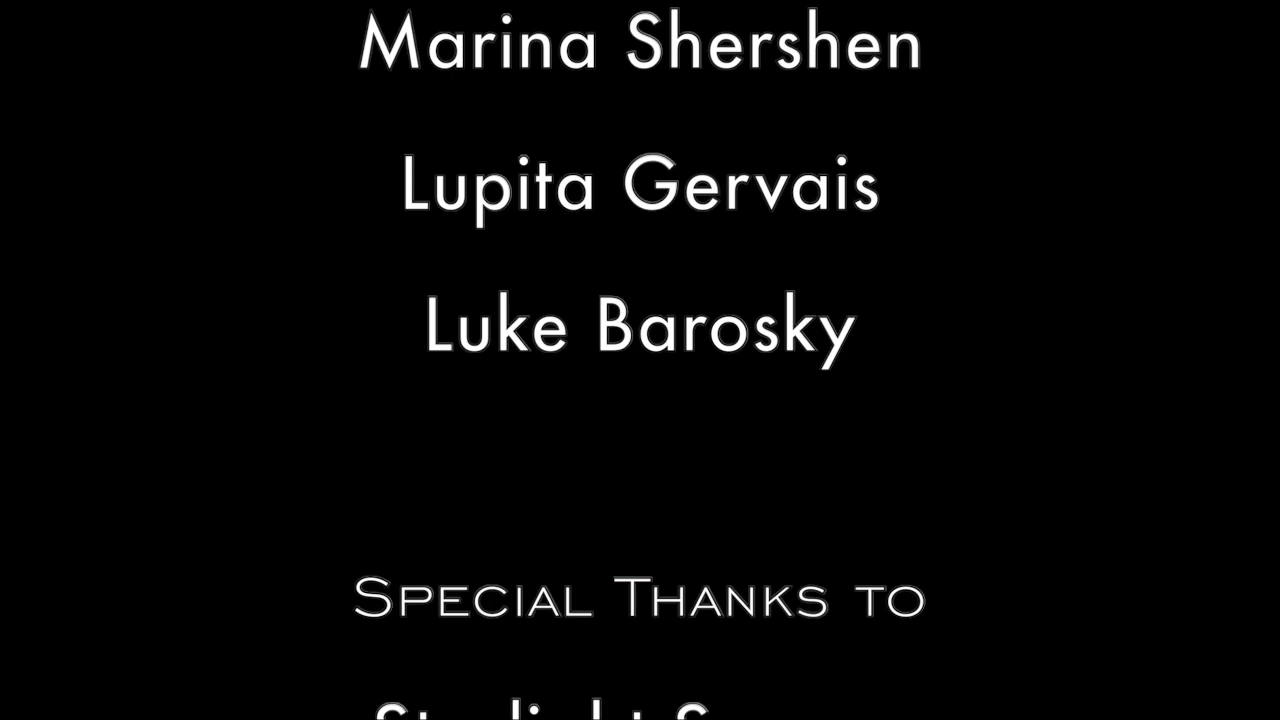 Marina Shershen
Lupita Gervais
Luke Barosky
Special Thanks to